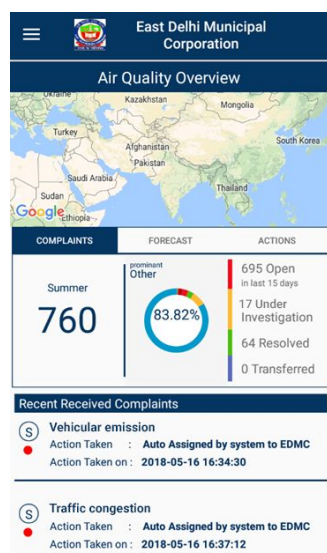 East Delhi Municipal
Corporation
Air Quality Overview
Ukraine
Kazakhstan
Mongolia
Turkey
Afghanistan
South Korea
Pakistan
Saudi Arabia
Thailand
Sudan
Google
Ethiopia
COMPLAINTS
FORECAST
ACTIONS
Summer
760
prominant
Other
83.82%
695 Open
in last 15 days
17 Under
Investigation
64 Resolved
0 Transferred
Recent Received Complaints
S
Vehicular emission
Action Taken : Auto Assigned by system to EDMC
Action Taken on : 2018-05-16 16:34:30
S
Traffic congestion
Action Taken : Auto Assigned by system to EDMC
Action Taken on : 2018-05-16 16:37:12